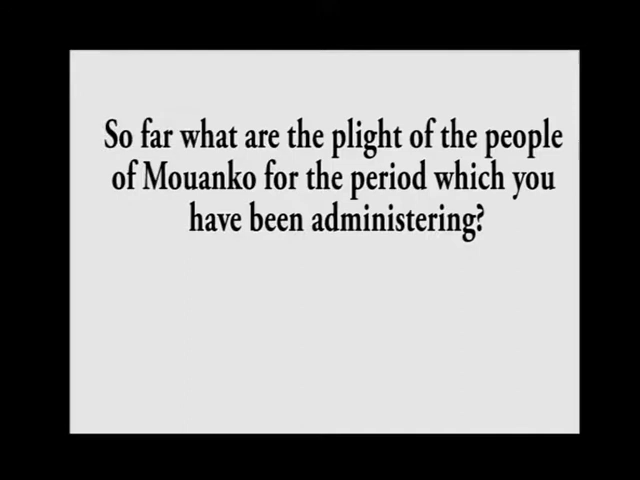 So far what are the plight of the people
of Mouanko for the period which you
have been administering?